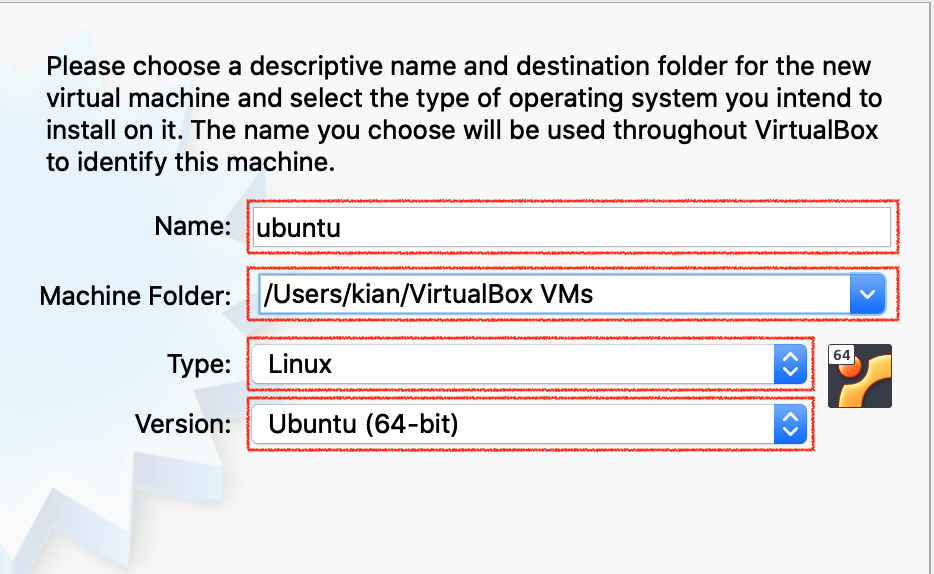 Please choose a descriptive name and destination folder for the new
virtual machine and select the type of operating system you intend to
install on it. The name you choose will be used throughout VirtualBox
to identify this machine.
Name: ubuntu
Machine Folder: /Users/kian/VirtualBox VMs
Type: Linux
64
Version: Ubuntu (64-bit)